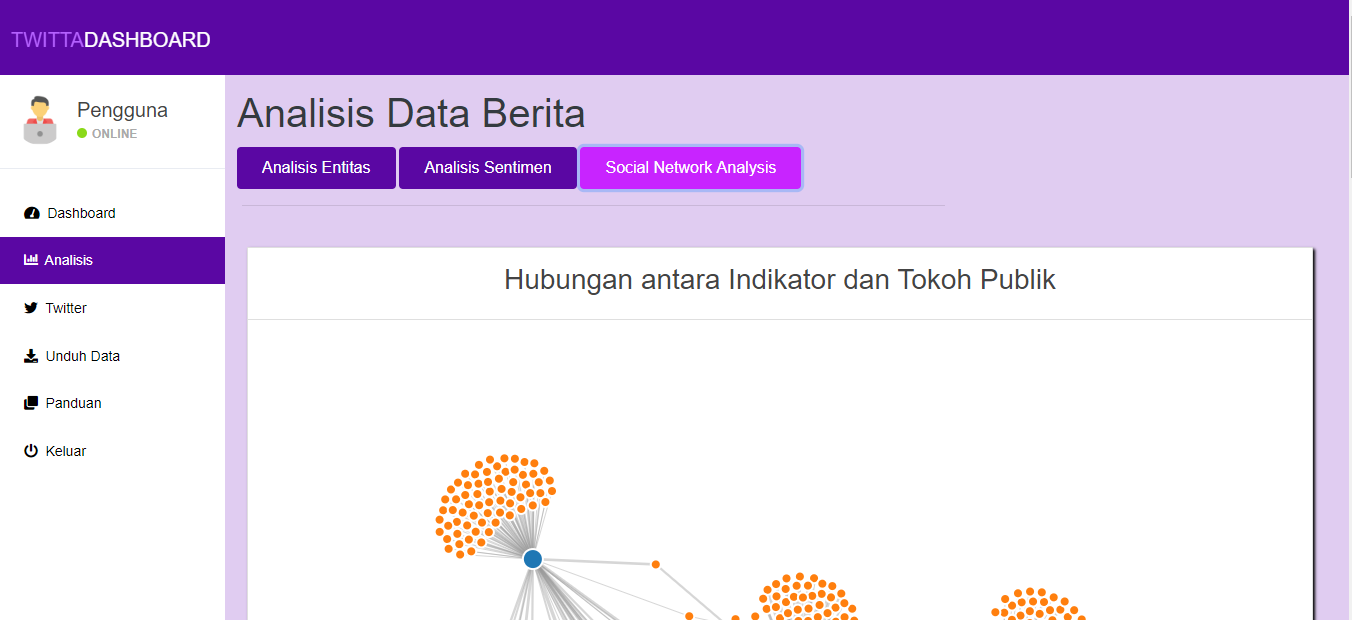 TWITTADASHBOARD
Pengguna
ONLINE
Dashboard
Analisis
Twitter
Unduh Data
Panduan
Keluar
Analisis Data Berita
Analisis Entitas
Analisis Sentimen
Social Network Analysis
Hubungan antara Indikator dan Tokoh Publik